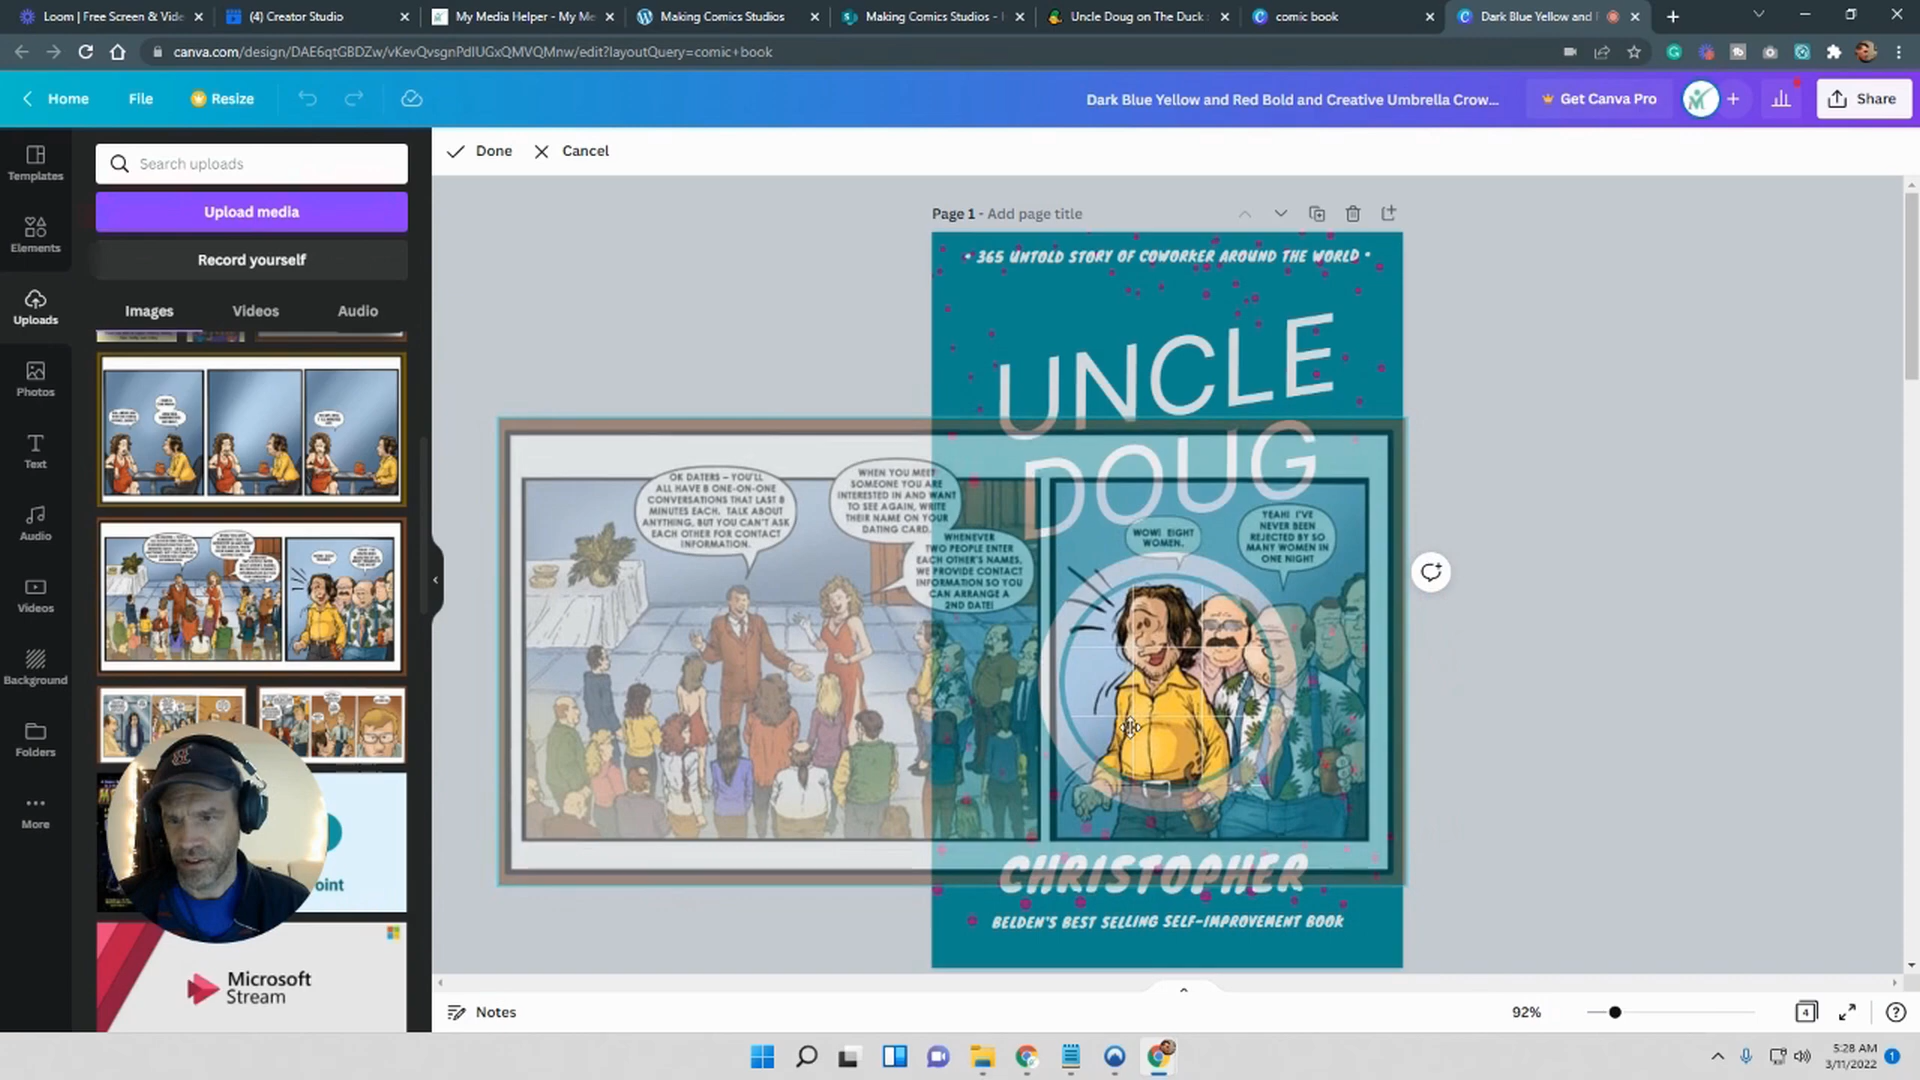 Loom | Free Screen & Vide
(4) Creator Studio
My Media Helper - My Me
Making Comics Studios
Making Comics Studios -
Uncle Doug on The Duck
comic book
Dark Blue Yellow and
canva.com/design/DAE6qtGBDZw/vKevQvsgnPdIUGxQMVQMnw/edit?layoutQuery=comic+book
Home
File
Resize
Dark Blue Yellow and Red Bold and Creative Umbrella Crow...
Get Canva Pro
Share
Templates
Elements
Uploads
Photos
Text
Audio
Videos
Background
Folders
More
Search uploads
Upload media
Record yourself
Images
Videos
Audio
oint
Microsoft
Stream
Done
Cancel
Page 1 - Add page title
• 365 UNTOLD STORY OF COWORKER AROUND THE WORLD •
UNCLE
DOUG
OK DATERS – YOU'LL
ALL HAVE 8 ONE-ON-ONE
CONVERSATIONS THAT LAST 8
MINUTES EACH. TALK ABOUT
ANYTHING, BUT YOU CAN'T ASK
EACH OTHER FOR CONTACT
INFORMATION.
WHEN YOU MEET
SOMEONE YOU ARE
INTERESTED IN AND WANT
TO SEE AGAIN, WRITE
THEIR NAME ON YOUR
DATING CARD.
WHENEVER
TWO PEOPLE ENTER
EACH OTHER'S NAMES,
WE PROVIDE CONTACT
INFORMATION SO YOU
CAN ARRANGE A
2ND DATE!
WOW! EIGHT
WOMEN.
YEAH! I'VE
NEVER BEEN
REJECTED BY SO
MANY WOMEN IN
ONE NIGHT
CHRISTOPHER
BELDEN'S BEST SELLING SELF-IMPROVEMENT BOOK
Notes
92%
4
5:28 AM
3/11/2022
1